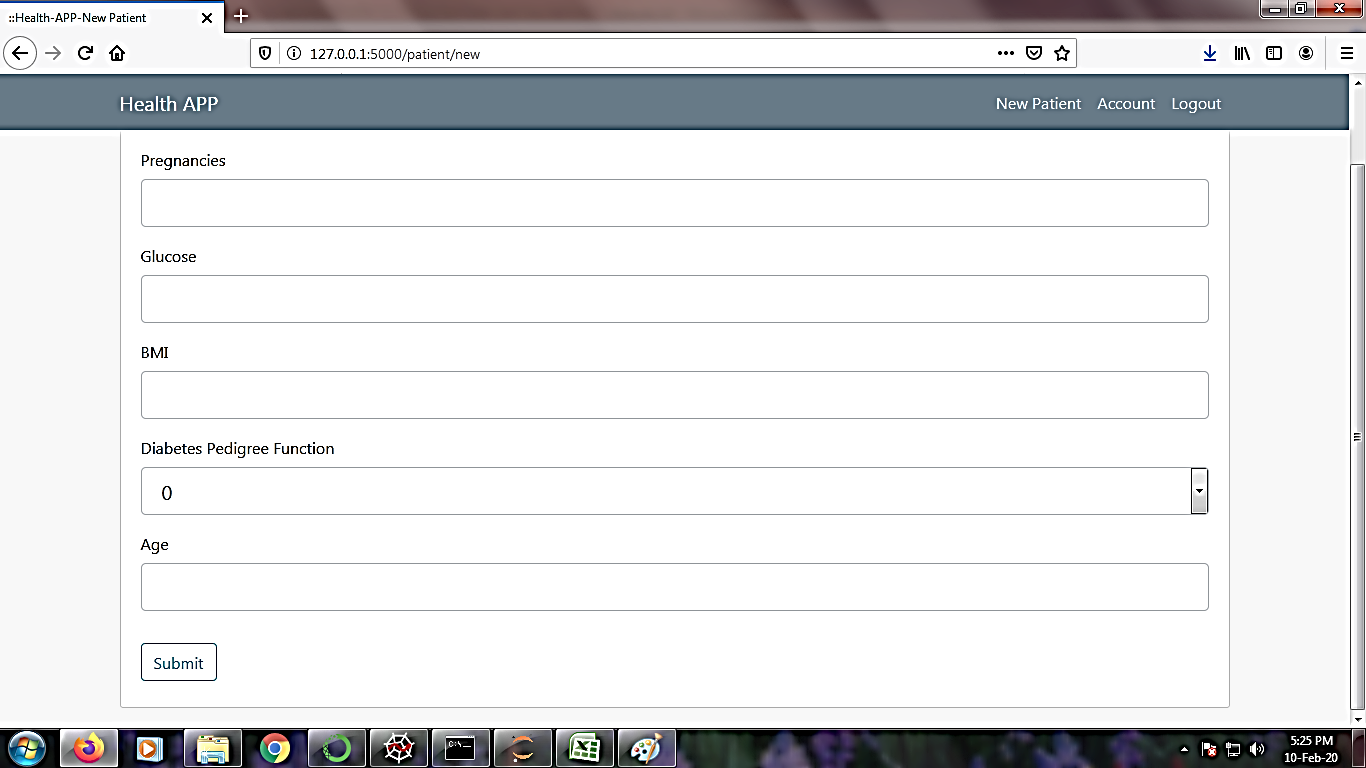 ::Health-APP-New Patient
127.0.0.1:5000/patient/new
Health APP
New Patient Account Logout
Pregnancies
Glucose
BMI
Diabetes Pedigree Function
0
Age
Submit
5:25 PM
10-Feb-20